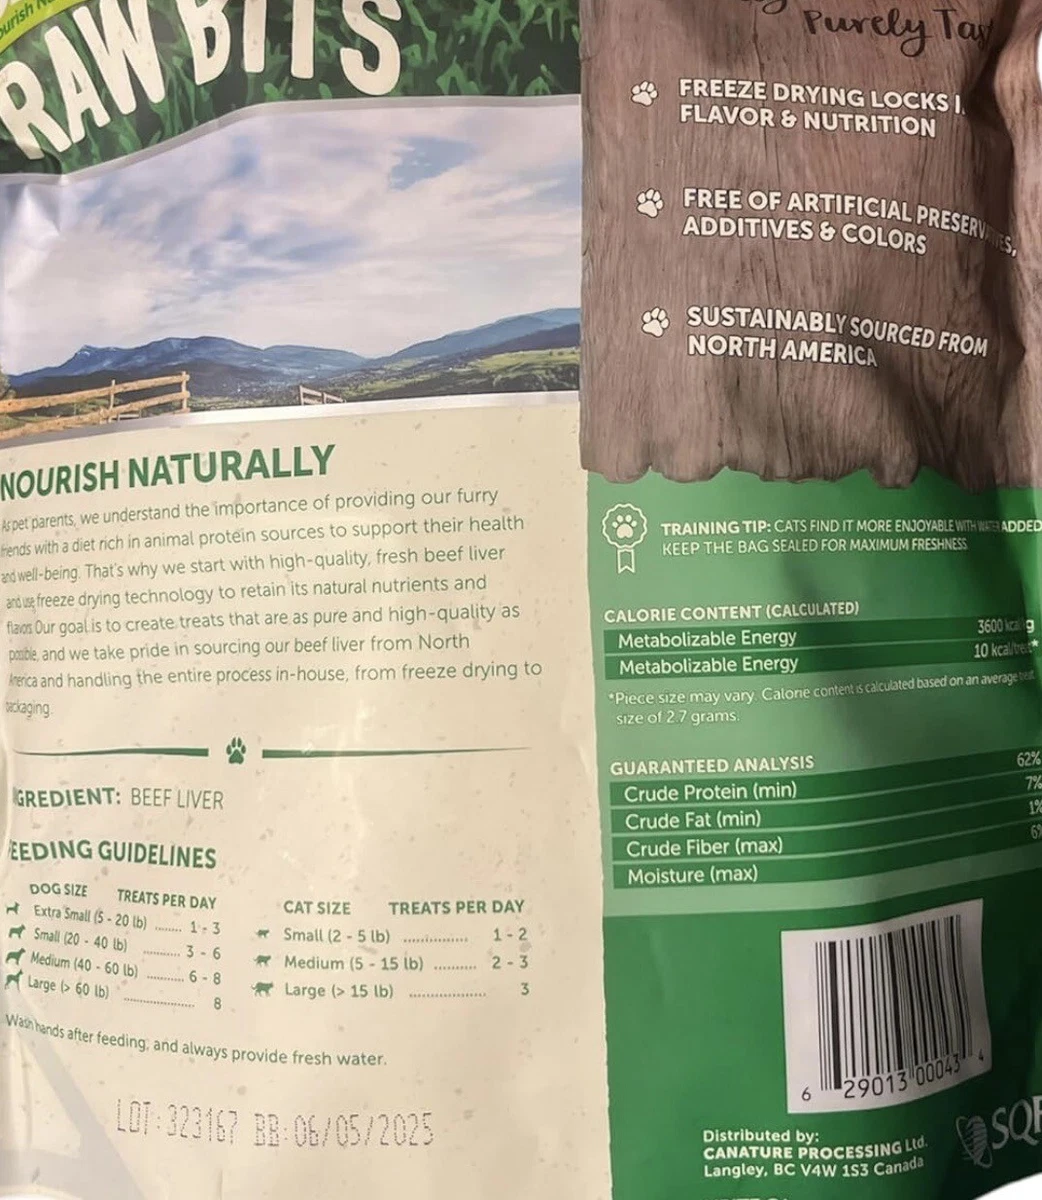 RAW BITS
Purely
FREEZE DRYING LOCKS
FLAVOR & NUTRITION
FREE OF ARTIFICIAL
ADDITIVES & COLORS
SUSTAINABLY SOURCED FROM
NORTH AMERICA
NOURISH NATURALLY
As pet parents, we understand the importance of providing our furry
friends with a diet rich in animal protein sources to support their health
and well-being. That's why we start with high-quality, fresh beef liver
and use freeze drying technology to retain its natural nutrients and
flavors. Our goal is to create treats that are as pure and high-quality as
possible, and we take pride in sourcing our beef liver from North
America and handling the entire process in-house, from freeze drying to
packaging.
INGREDIENT: BEEF LIVER
FEEDING GUIDELINES
DOG SIZE TREATS PER DAY
Extra Small (5 - 20 lb) ....... 1 - 3
Small (20 - 40 lb) .......... 3 - 6
Medium (40 - 60 lb) .......... 6 - 8
Large (> 60 lb) .................. 8
CAT SIZE TREATS PER DAY
Small (2 - 5 lb) ............... 1 - 2
Medium (5 - 15 lb) .......... 2 - 3
Large (> 15 lb) .................. 3
Wash hands after feeding, and always provide fresh water.
LOT: 323167 BB: 06/05/2025
TRAINING TIP: CATS FIND IT MORE ENJOYABLE WITH WATER ADDED
KEEP THE BAG SEALED FOR MAXIMUM FRESHNESS
CALORIE CONTENT (CALCULATED)
Metabolizable Energy 3600
Metabolizable Energy 10 kcal/treat*
*Piece size may vary. Calorie content is calculated based on an average treat
size of 2.7 grams.
GUARANTEED ANALYSIS
Crude Protein (min) 62%
Crude Fat (min) 7%
Crude Fiber (max) 1%
Moisture (max) 6%
6 29013 00043 4
Distributed by:
CANATURE PROCESSING Ltd.
Langley, BC V4W 1S3 Canada